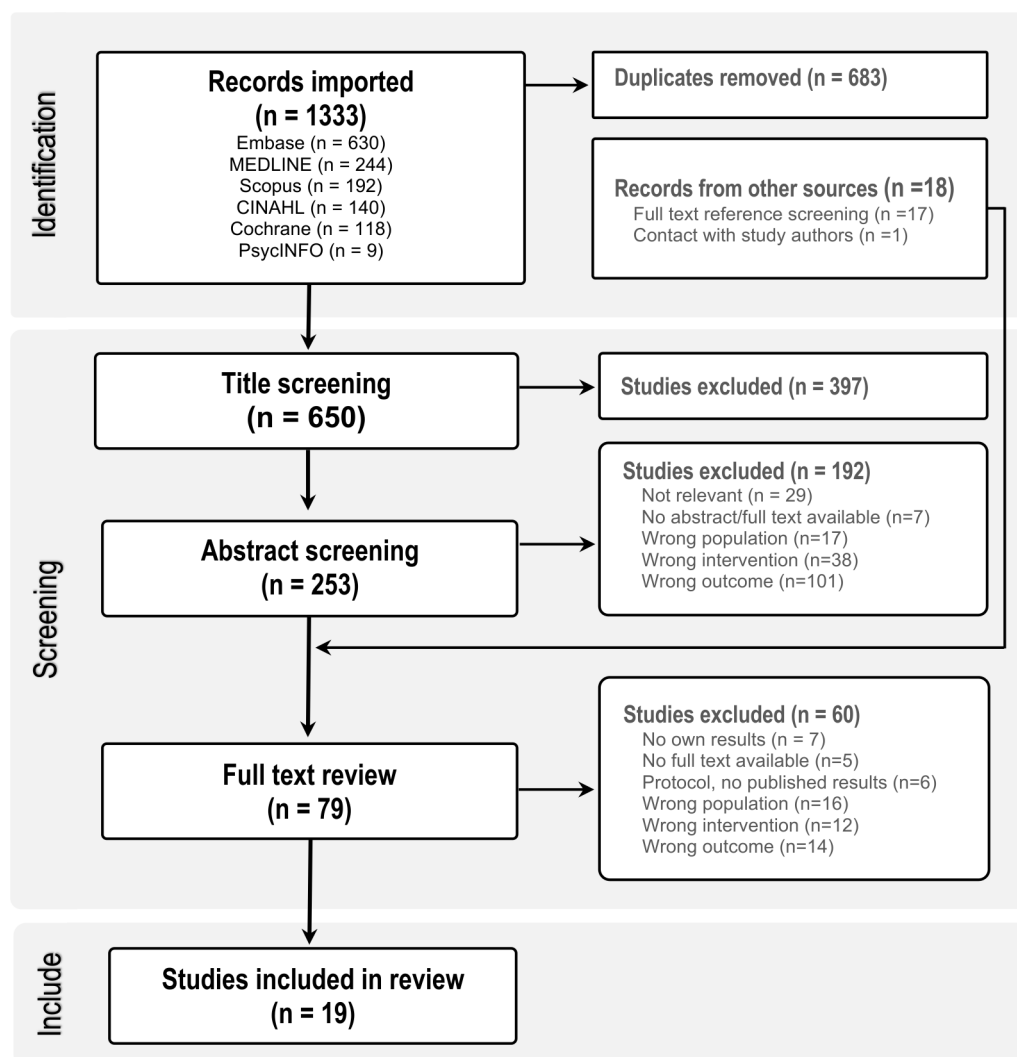 Identification
Records imported
(n = 1333)
Embase (n = 630)
MEDLINE (n = 244)
Scopus (n = 192)
CINAHL (n = 140)
Cochrane (n = 118)
PsycINFO (n = 9)
Duplicates removed (n = 683)
Records from other sources (n =18)
Full text reference screening (n =17)
Contact with study authors (n =1)
Screening
Title screening
(n = 650)
Studies excluded (n = 397)
Abstract screening
(n = 253)
Studies excluded (n = 192)
Not relevant (n = 29)
No abstract/full text available (n=7)
Wrong population (n=17)
Wrong intervention (n=38)
Wrong outcome (n=101)
Full text review
(n = 79)
Studies excluded (n = 60)
No own results (n = 7)
No full text available (n=5)
Protocol, no published results (n=6)
Wrong population (n=16)
Wrong intervention (n=12)
Wrong outcome (n=14)
Include
Studies included in review
(n = 19)